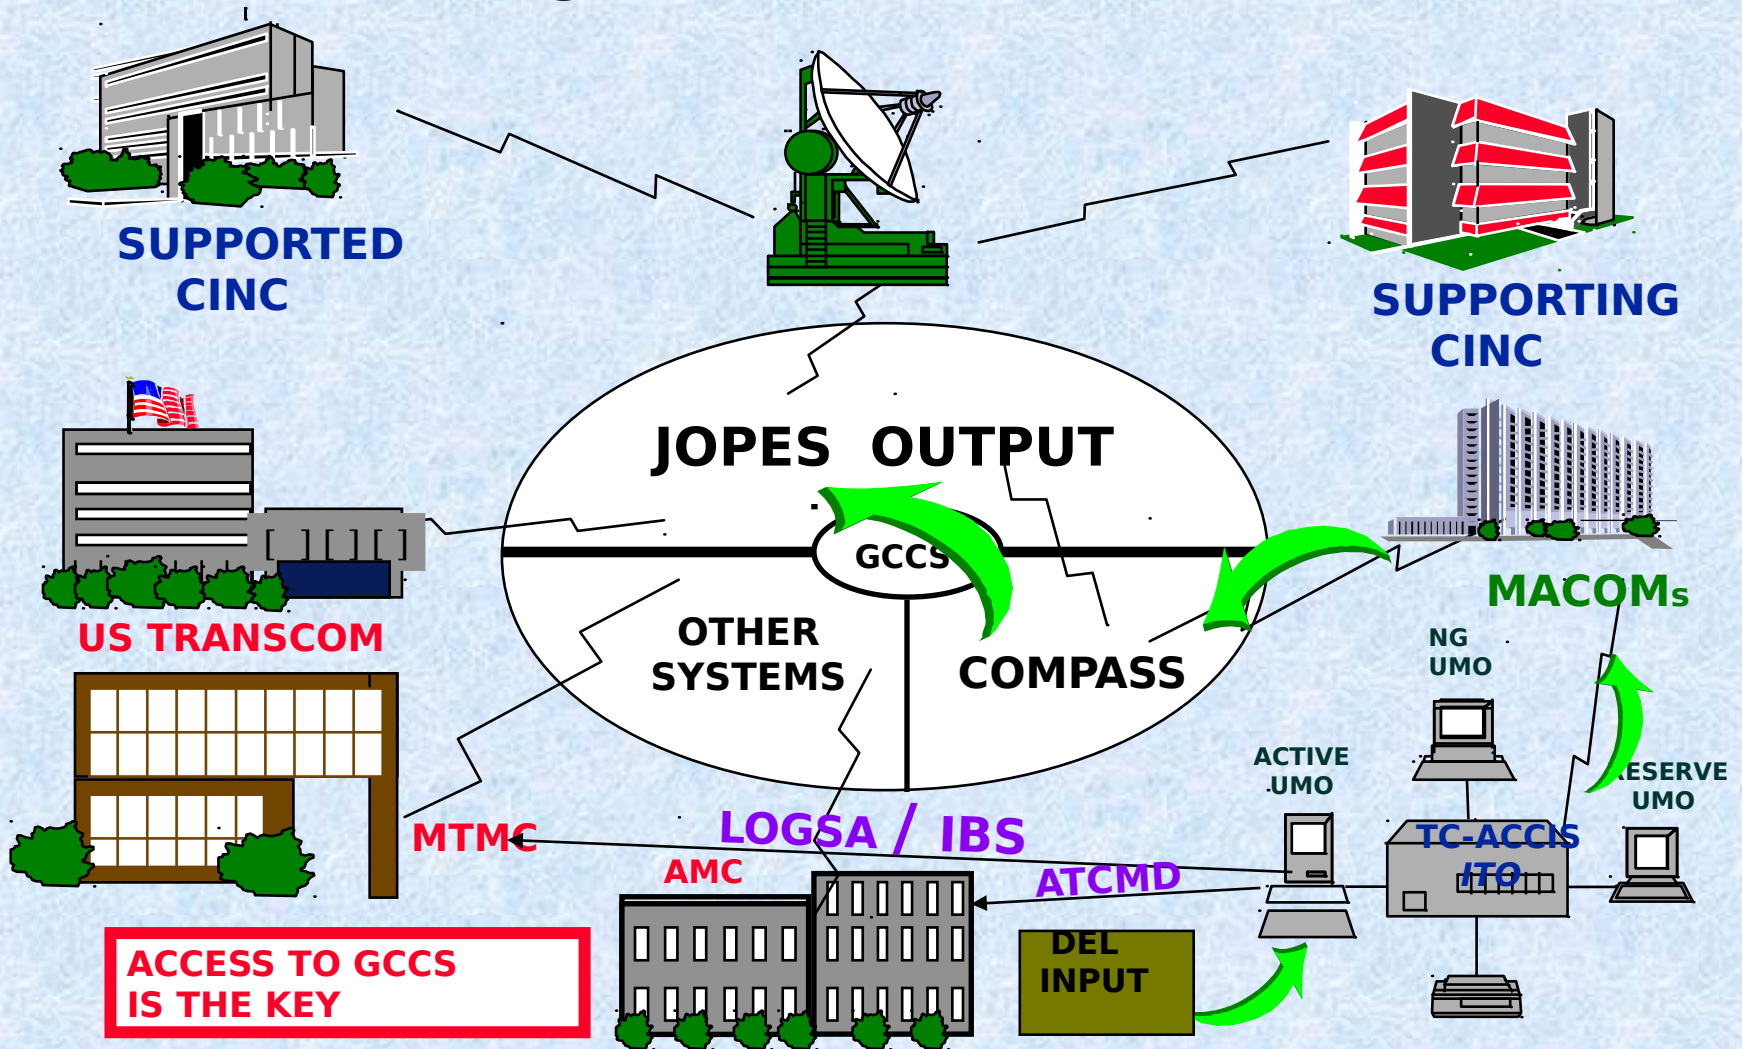 SUPPORTED
CINC
SUPPORTING
CINC
JOPES OUTPUT
GCCS
OTHER
SYSTEMS
COMPASS
US TRANSCOM
MACOMs
NG
UMO
ACTIVE
UMO
RESERVE
UMO
MTMC
LOGSA / IBS
AMC
ATCMD
TC-ACCIS
ITO
DEL
INPUT
ACCESS TO GCCS
IS THE KEY